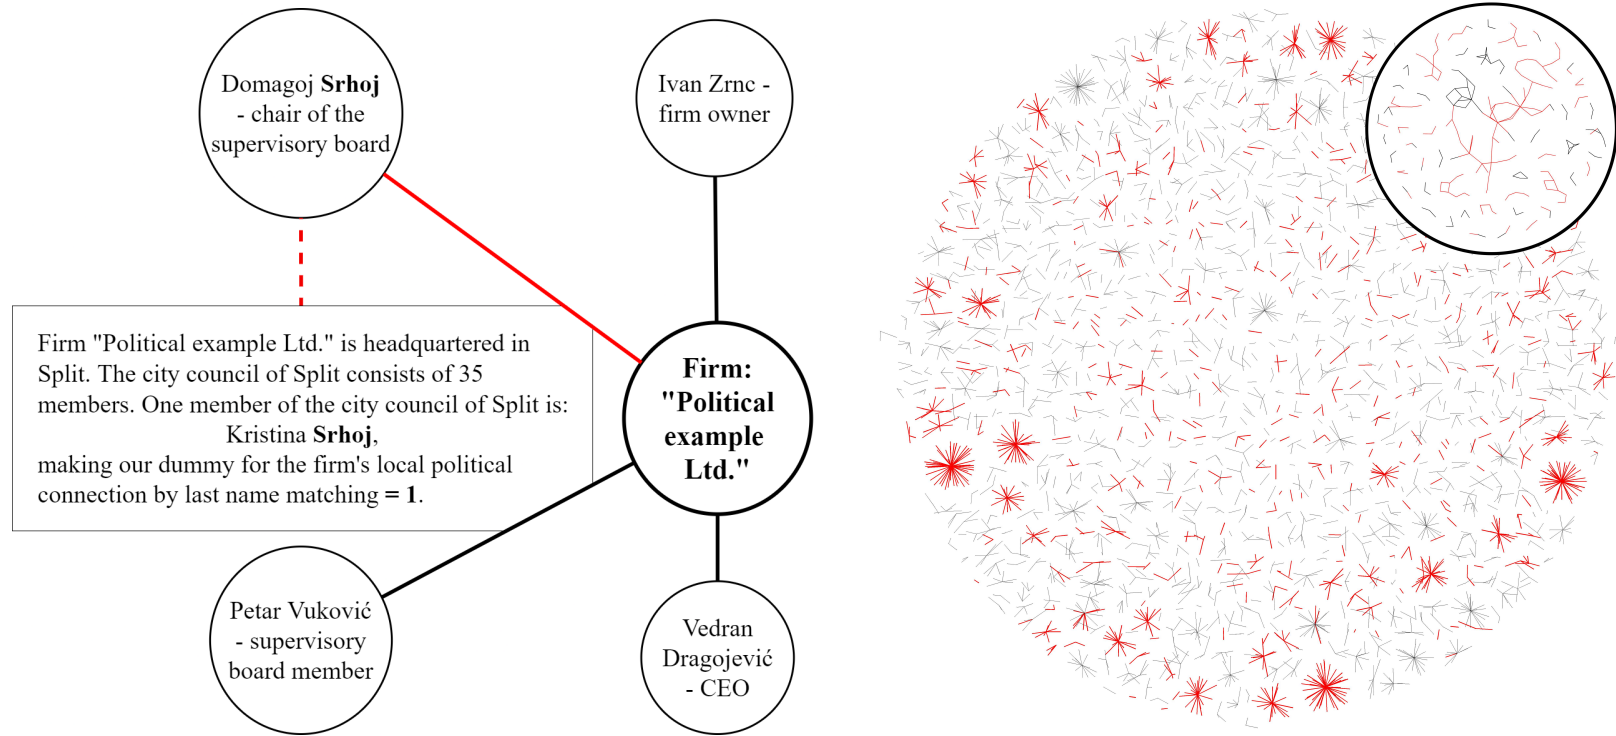 Domagoj Srhoj
- chair of the
supervisory board
Ivan Zrnc -
firm owner
Firm "Political example Ltd." is headquartered in
Split. The city council of Split consists of 35
members. One member of the city council of Split is:
Kristina Srhoj,
making our dummy for the firm's local political
connection by last name matching = 1.
Firm:
"Political
example
Ltd."
Petar Vuković
- supervisory
board member
Vedran
Dragojević
- CEO